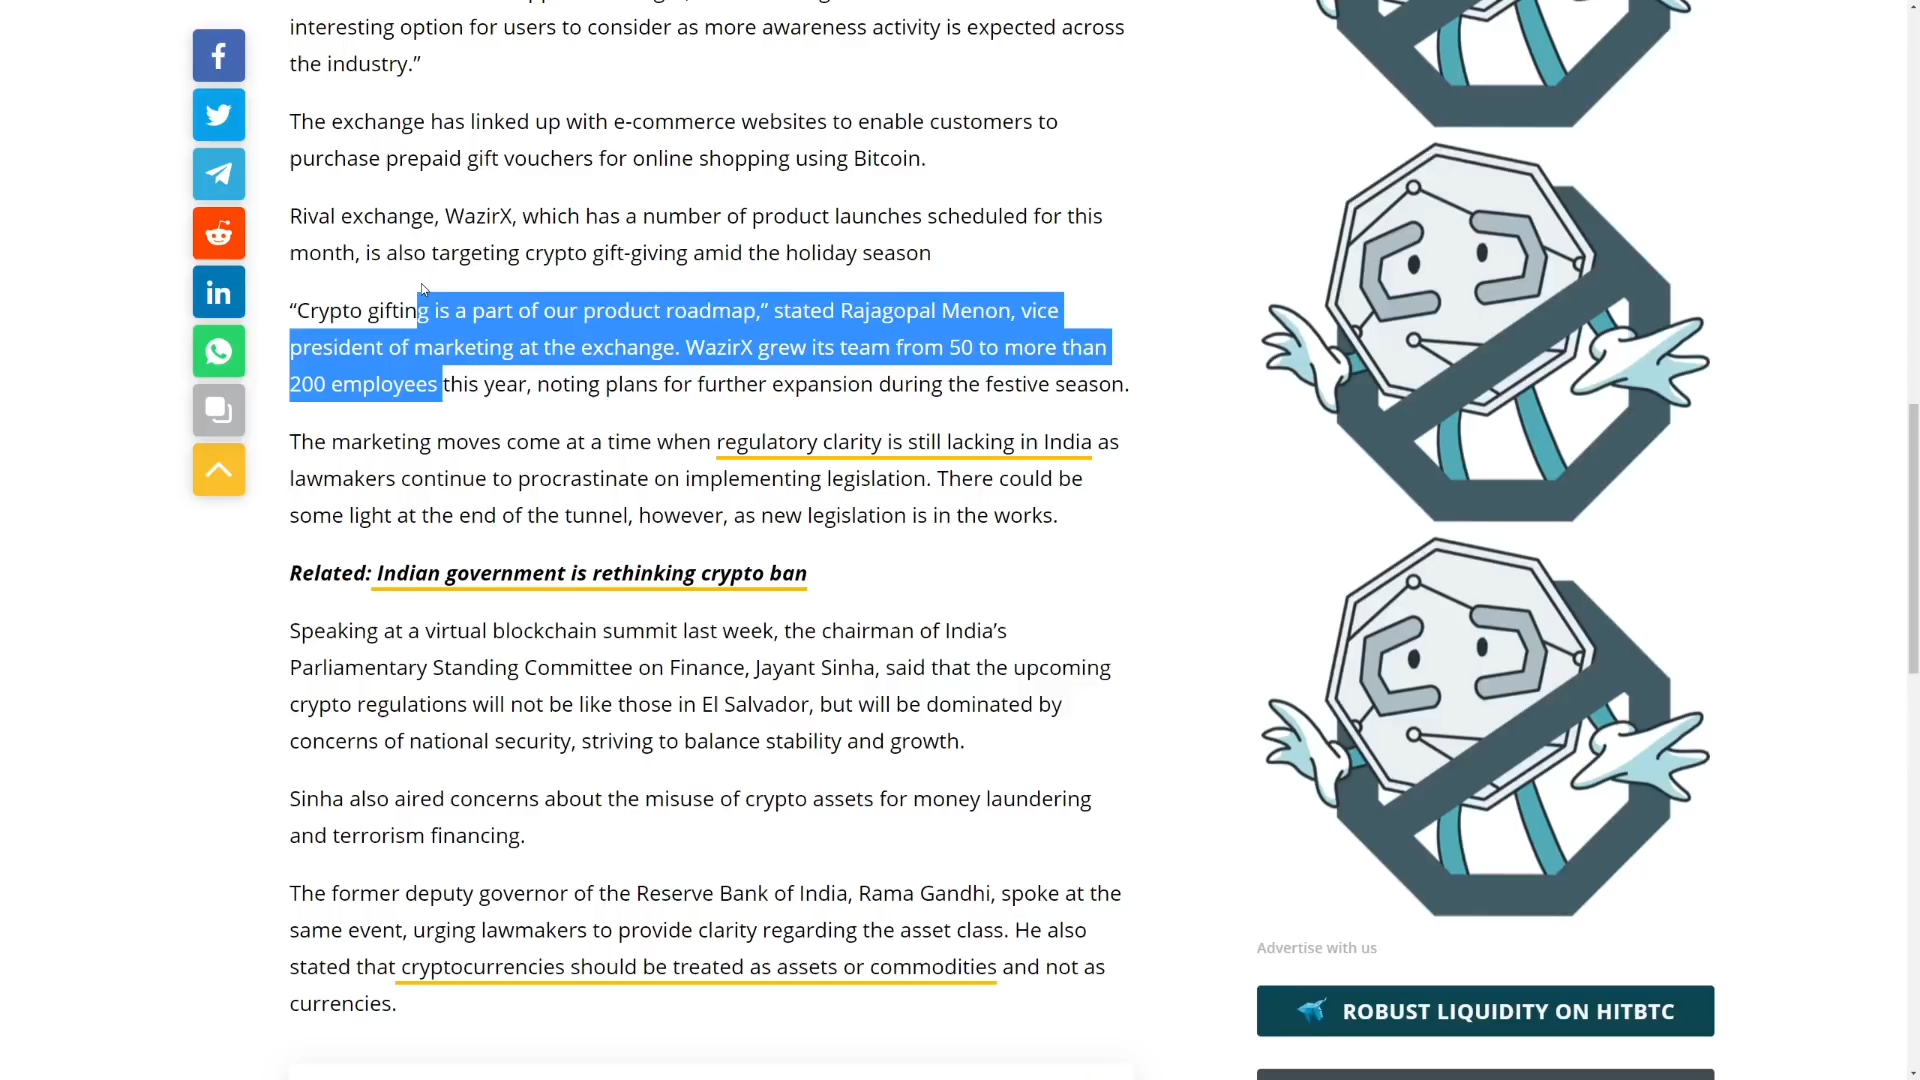 interesting option for users to consider as more awareness activity is expected across
the industry.”
The exchange has linked up with e-commerce websites to enable customers to
purchase prepaid gift vouchers for online shopping using Bitcoin.
Rival exchange, WazirX, which has a number of product launches scheduled for this
month, is also targeting crypto gift-giving amid the holiday season
“Crypto gifting is a part of our product roadmap,” stated Rajagopal Menon, vice
president of marketing at the exchange. WazirX grew its team from 50 to more than
200 employees this year, noting plans for further expansion during the festive season.
The marketing moves come at a time when regulatory clarity is still lacking in India as
lawmakers continue to procrastinate on implementing legislation. There could be
some light at the end of the tunnel, however, as new legislation is in the works.
Related: Indian government is rethinking crypto ban
Speaking at a virtual blockchain summit last week, the chairman of India’s
Parliamentary Standing Committee on Finance, Jayant Sinha, said that the upcoming
crypto regulations will not be like those in El Salvador, but will be dominated by
concerns of national security, striving to balance stability and growth.
Sinha also aired concerns about the misuse of crypto assets for money laundering
and terrorism financing.
The former deputy governor of the Reserve Bank of India, Rama Gandhi, spoke at the
same event, urging lawmakers to provide clarity regarding the asset class. He also
stated that cryptocurrencies should be treated as assets or commodities and not as
currencies.
Advertise with us
ROBUST LIQUIDITY ON HITBTC